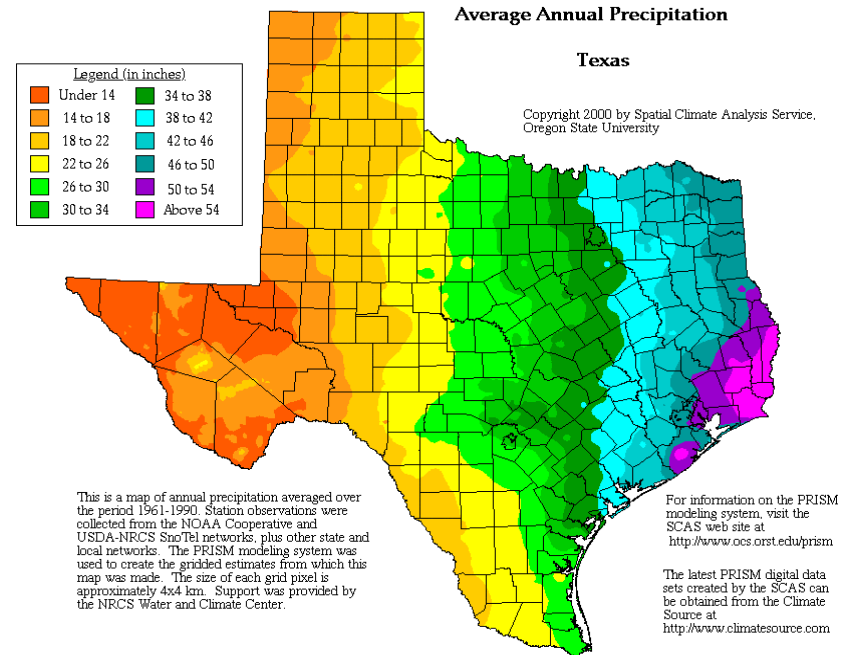 Average Annual Precipitation
Texas
Legend (in inches)
Under 14
14 to 18
18 to 22
22 to 26
26 to 30
30 to 34
34 to 38
38 to 42
42 to 46
46 to 50
50 to 54
Above 54
Copyright 2000 by Spatial Climate Analysis Service,
Oregon State University
This is a map of annual precipitation averaged over
the period 1961-1990. Station observations were
collected from the NOAA Cooperative and
USDA-NRCS SnoTel networks, plus other state and
local networks. The PRISM modeling system was
used to create the gridded estimates from which this
map was made. The size of each grid pixel is
approximately 4x4 km. Support was provided by
the NRCS Water and Climate Center.
For information on the PRISM
modeling system, visit the
SCAS web site at
http://www.ocs.orst.edu/prism
The latest PRISM digital data
sets created by the SCAS can
be obtained from the Climate
Source at
http://www.climatesource.com